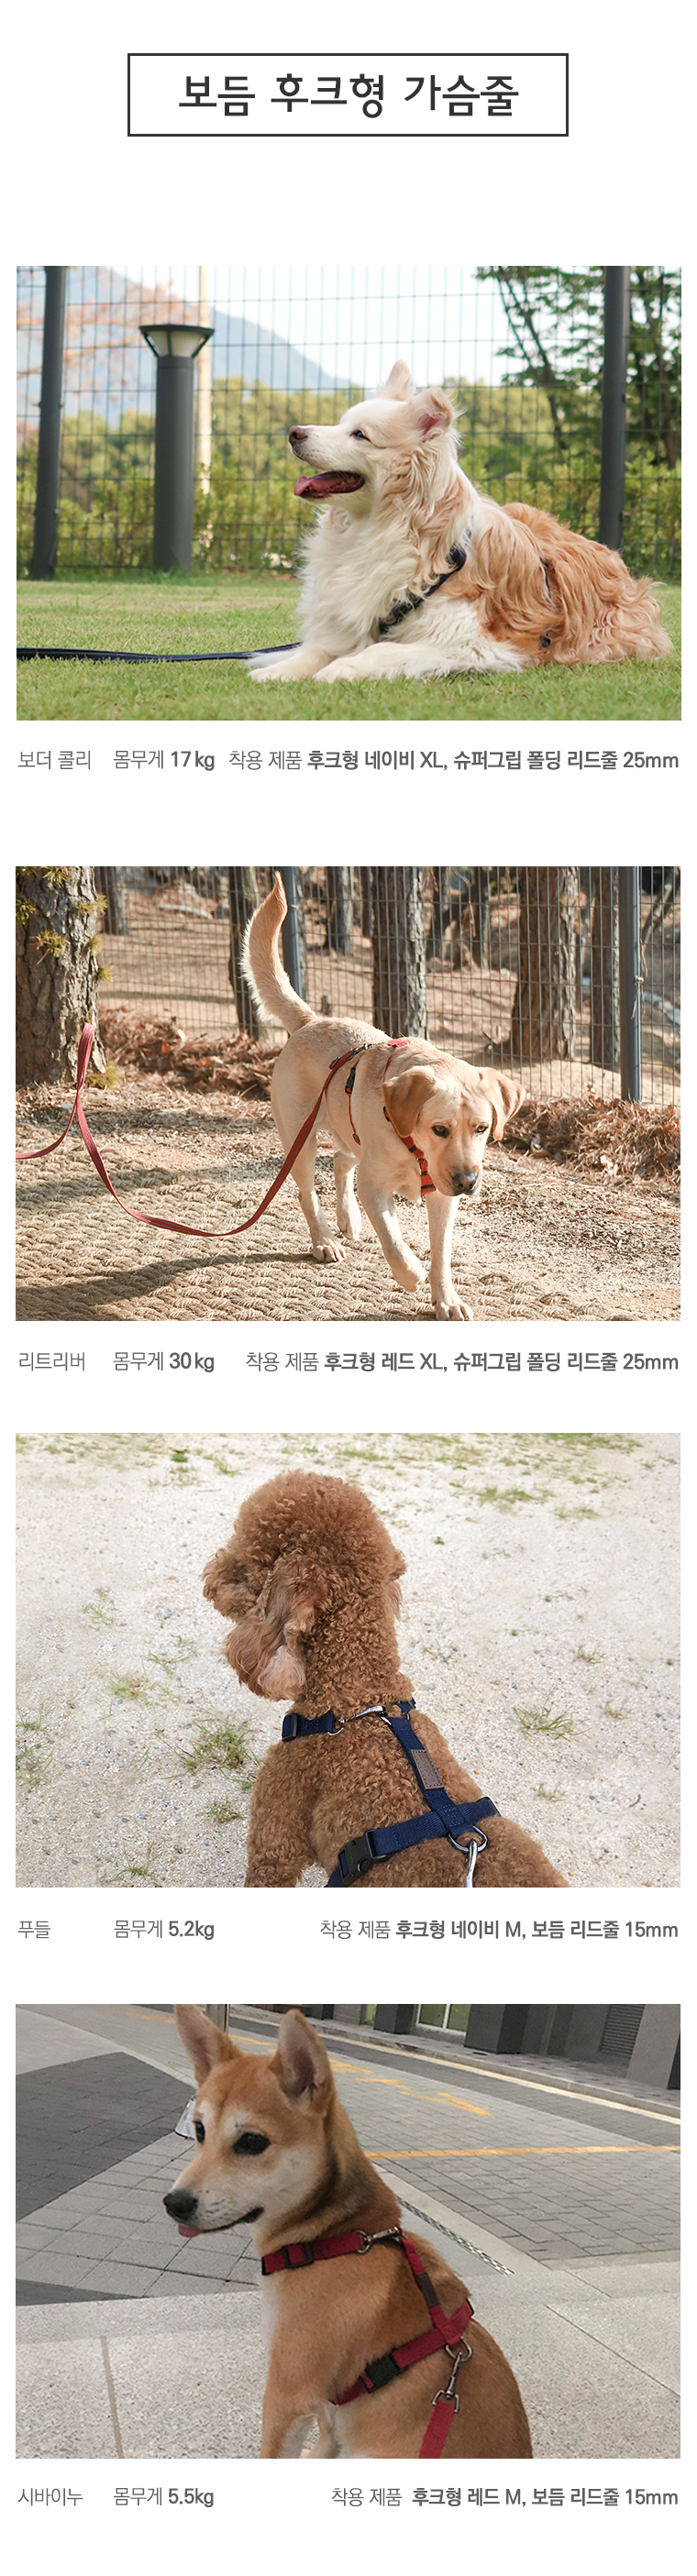 보듬 후크형 가슴줄
보더 콜리 몸무게 17kg 착용 제품 후크형 네이비 XL, 슈퍼그립 폴딩 리드줄 25mm
리트리버 몸무게 30kg 착용 제품 후크형 레드 XL, 슈퍼그립 폴딩 리드줄 25mm
푸들 몸무게 5.2kg 착용 제품 후크형 네이비 M, 보듬 리드줄 15mm
시바이누 몸무게 5.5kg 착용 제품 후크형 레드 M, 보듬 리드줄 15mm